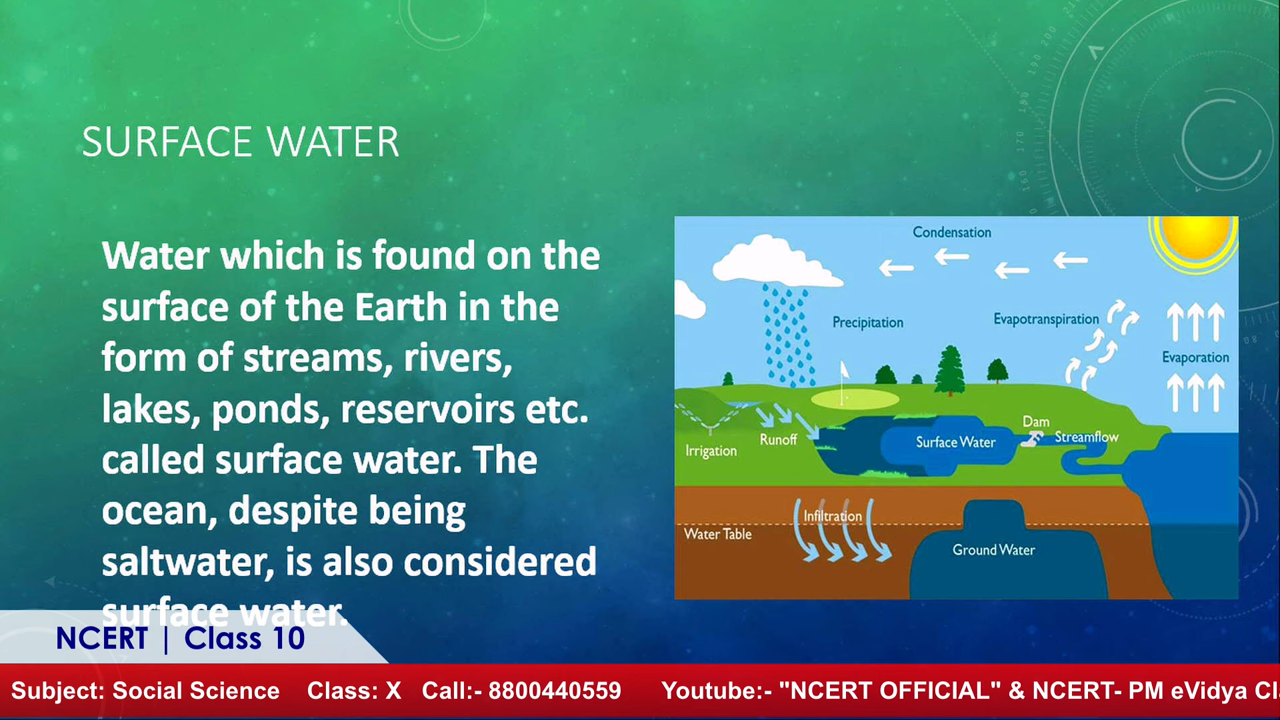 SURFACE WATER
Water which is found on the
surface of the Earth in the
form of streams, rivers,
lakes, ponds, reservoirs etc.
called surface water. The
ocean, despite being
saltwater, is also considered
surface water.
Condensation
Precipitation
Evapotranspiration
Evaporation
Dam
Runoff
Surface Water
Streamflow
Irrigation
Infiltration
Water Table
Ground Water
NCERT | Class 10
Subject: Social Science Class: X Call:- 8800440559 Youtube:- "NCERT OFFICIAL" & NCERT- PM eVidya